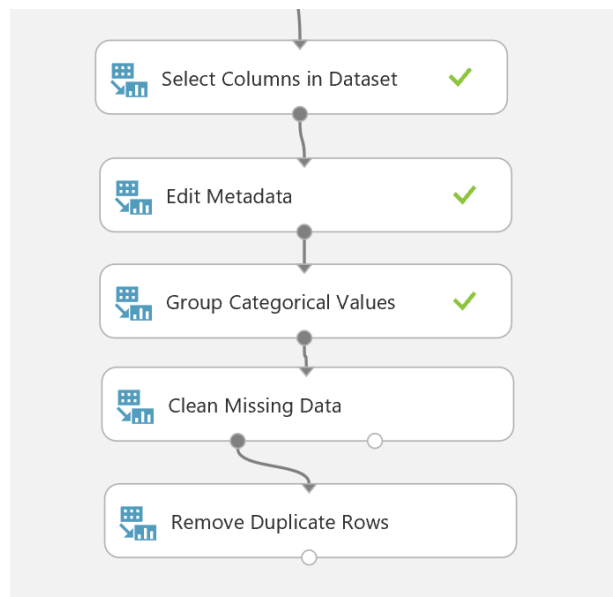 Select Columns in Dataset
Edit Metadata
Group Categorical Values
Clean Missing Data
Remove Duplicate Rows